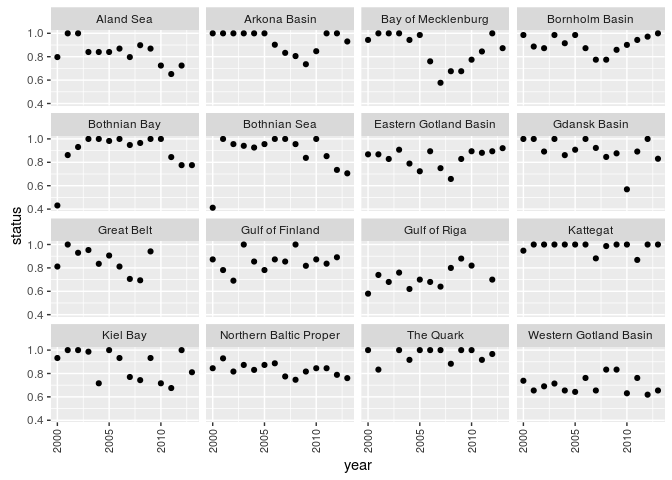 Aland Sea Arkona Basin Bay of Mecklenburg Bornholm Basin
1.0
0.8
0.6
0.4
Bothnian Bay Bothnian Sea Eastern Gotland Basin Gdansk Basin
1.0
0.8
0.6
0.4
status
Great Belt Gulf of Finland Gulf of Riga Kattegat
1.0
0.8
0.6
0.4
Kiel Bay Northern Baltic Proper The Quark Western Gotland Basin
1.0
0.8
0.6
0.4
2000 2005 2010 2000 2005 2010 2000 2005 2010 2000 2005 2010
year